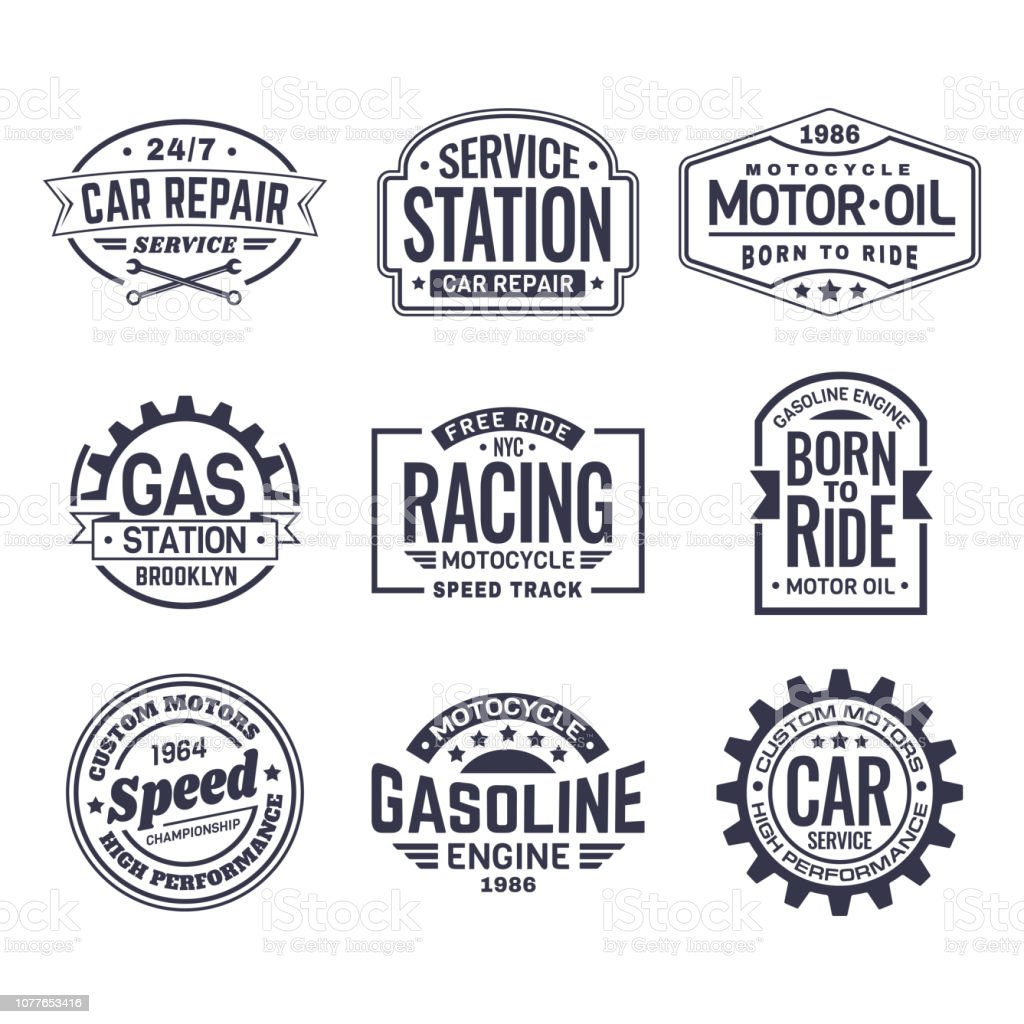 24/7
CAR REPAIR
SERVICE
SERVICE
STATION
CAR REPAIR
1986
MOTOCYCLE
MOTOR·OIL
BORN TO RIDE
GAS
· STATION ·
BROOKLYN
FREE RIDE
· NYC ·
RACING
MOTOCYCLE
SPEED TRACK
GASOLINE ENGINE
BORN
TO
RIDE
· MOTOR OIL ·
CUSTOM MOTORS
1964
Speed
CHAMPIONSHIP
HIGH PERFORMANCE
· MOTOCYCLE ·
GASOLINE
ENGINE
1986
CUSTOM MOTORS
CAR
SERVICE
HIGH PERFORMANCE
iStock
by Getty Images™
1077653416